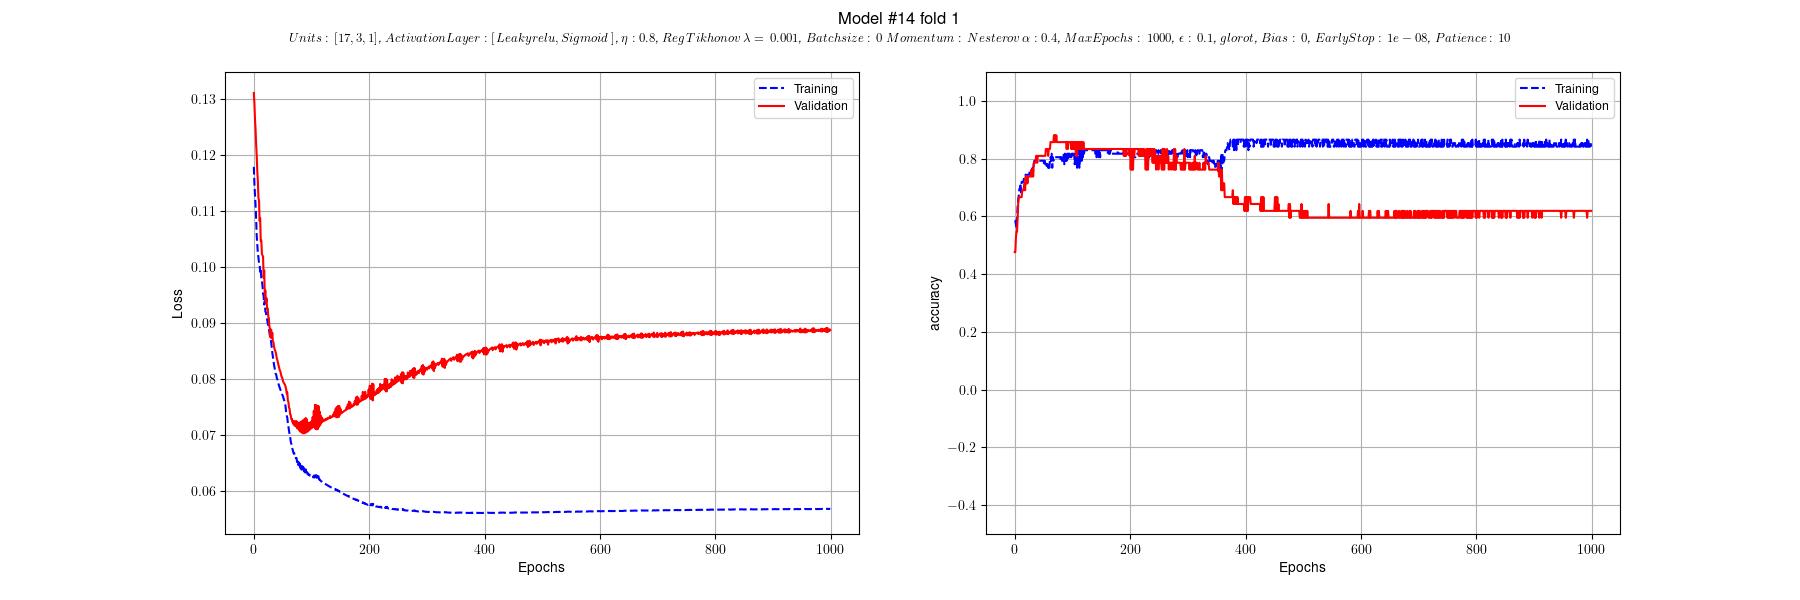 Model #14 fold 1
Units : [17, 3, 1], ActivationLayer : [Leakyrelu, Sigmoid], η : 0.8, RegTikhonov λ = 0.001, Batchsize : 0 Momentum : Nesterov α : 0.4, MaxEpochs : 1000, ϵ : 0.1, glorot, Bias : 0, EarlyStop : 1e − 08, Patience : 10
Training
Validation
0.13
0.12
0.11
0.10
0.09
0.08
0.07
0.06
Loss
0
200
400
600
800
1000
Epochs
Training
Validation
1.0
0.8
0.6
0.4
0.2
0.0
−0.2
−0.4
accuracy
0
200
400
600
800
1000
Epochs